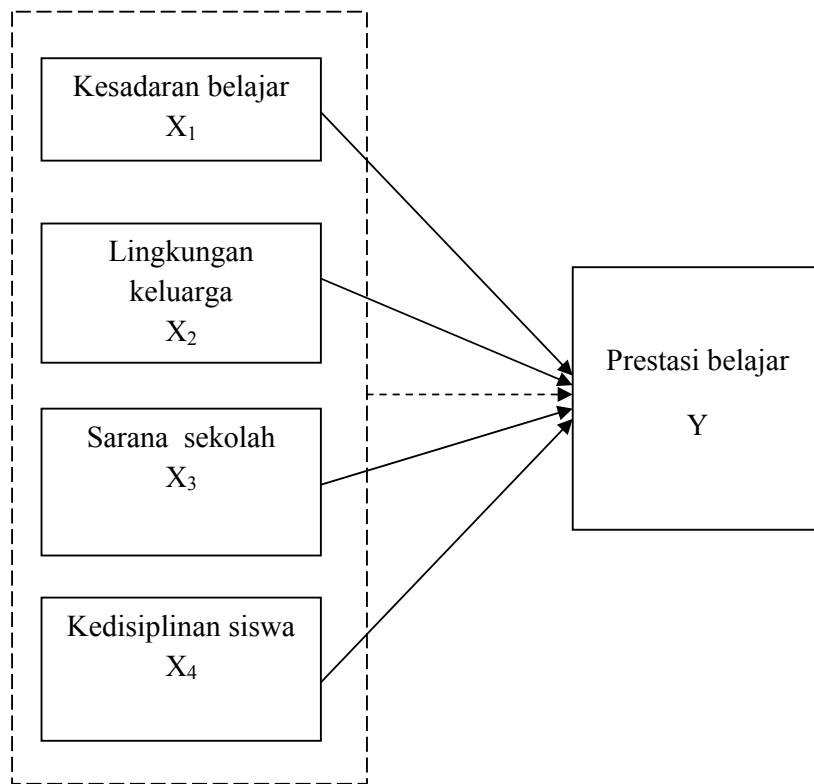 Kesadaran belajar
X₁
Lingkungan
keluarga
X₂
Sarana sekolah
X₃
Kedisiplinan siswa
X₄
Prestasi belajar
Y